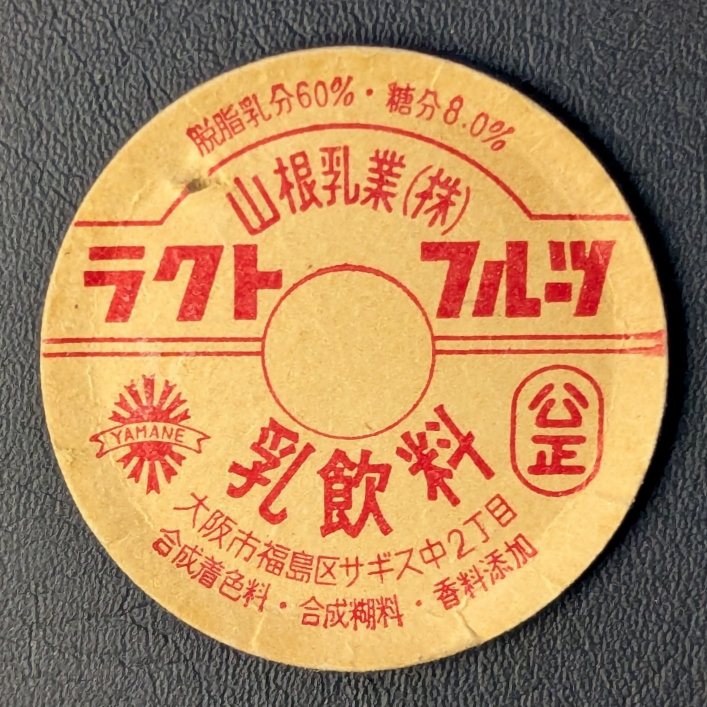 脱脂乳分60%・糖分8.0%
山根乳業(株)
ラクト フルーツ
YAMANE
公正
乳飲料
大阪市福島区サギス中2丁目
合成着色料・合成糊料・香料添加